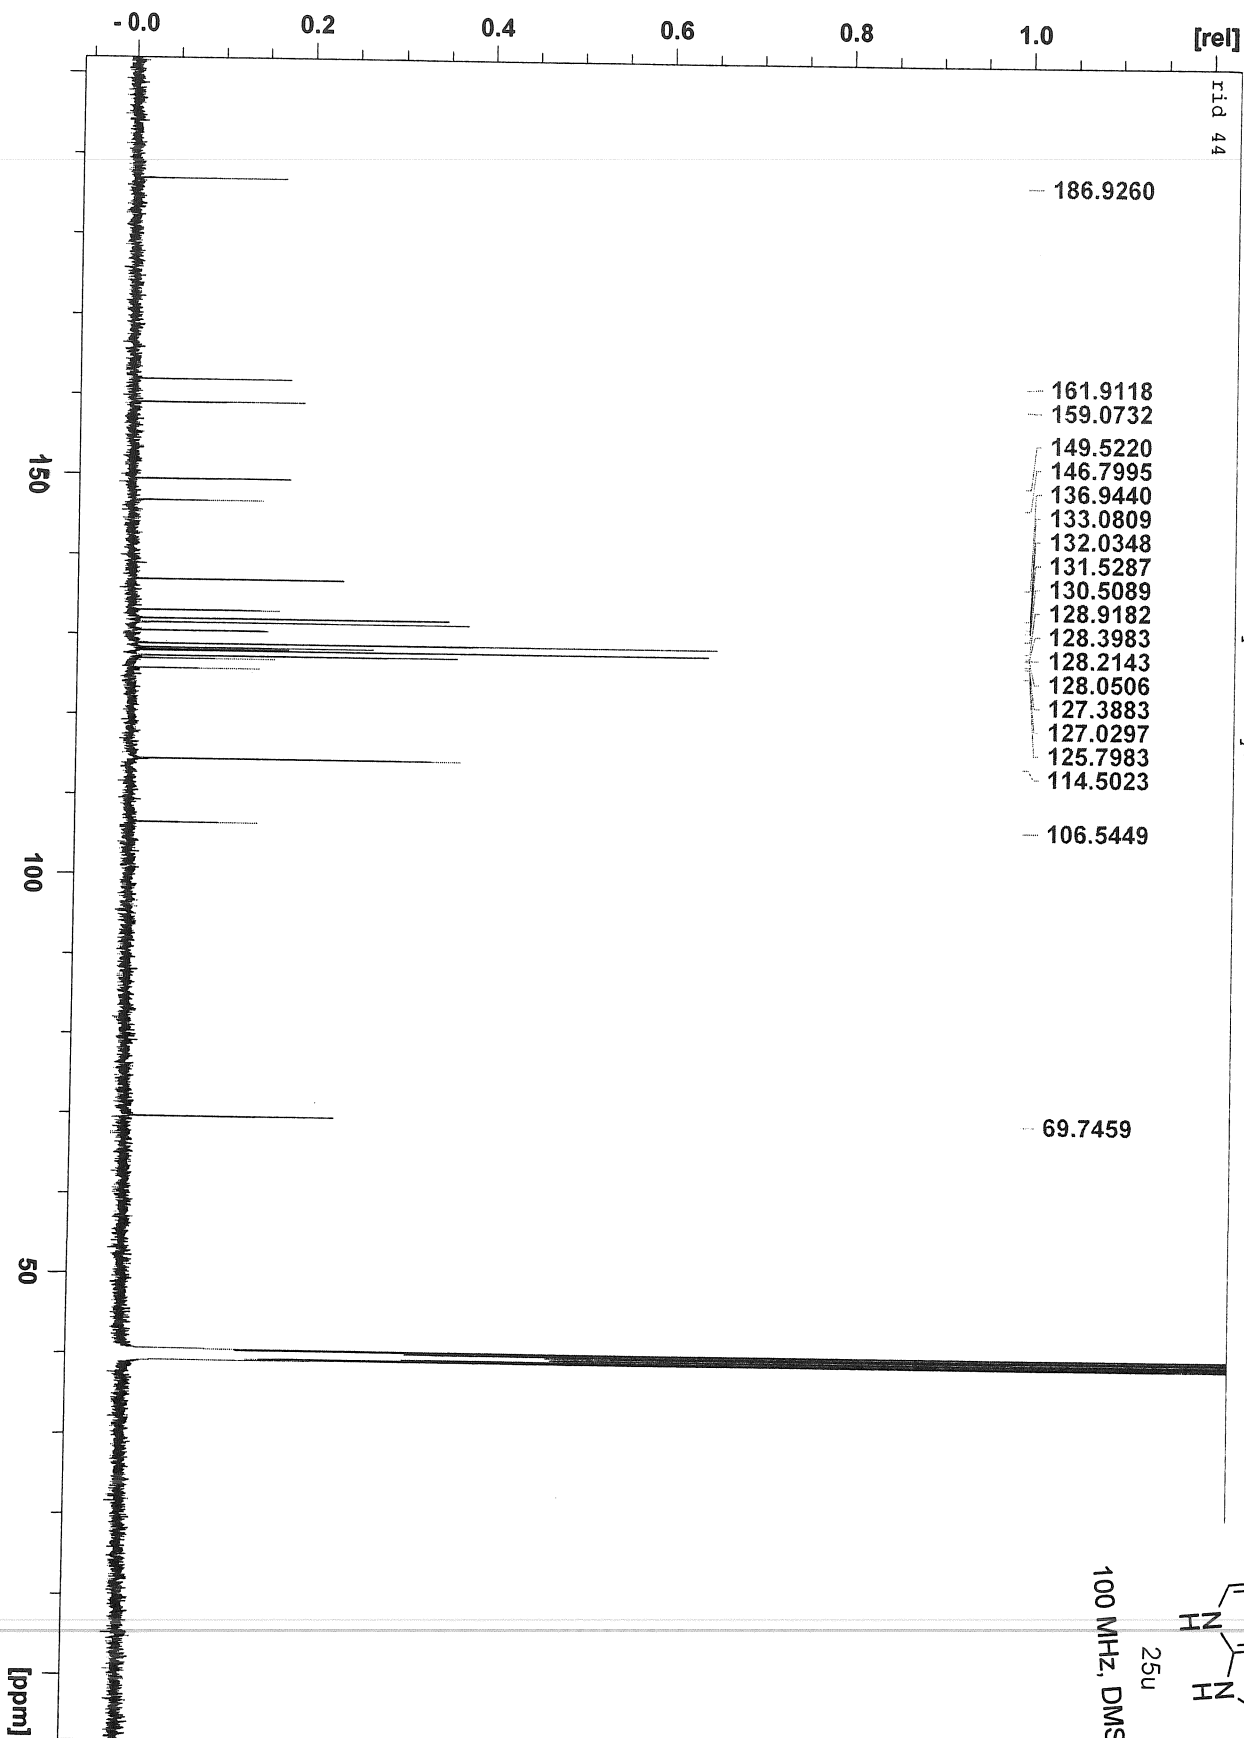 - 0.0 0.2 0.4 0.6 0.8 1.0 [rel]
rid 44
186.9260
161.9118
159.0732
149.5220
146.7995
136.9440
133.0809
132.0348
131.5287
130.5089
128.9182
128.3983
128.2143
128.0506
127.3883
127.0297
125.7983
114.5023
106.5449
69.7459
150
100
50
[ppm]
N
H
N
H
25u
100 MHz, DMS